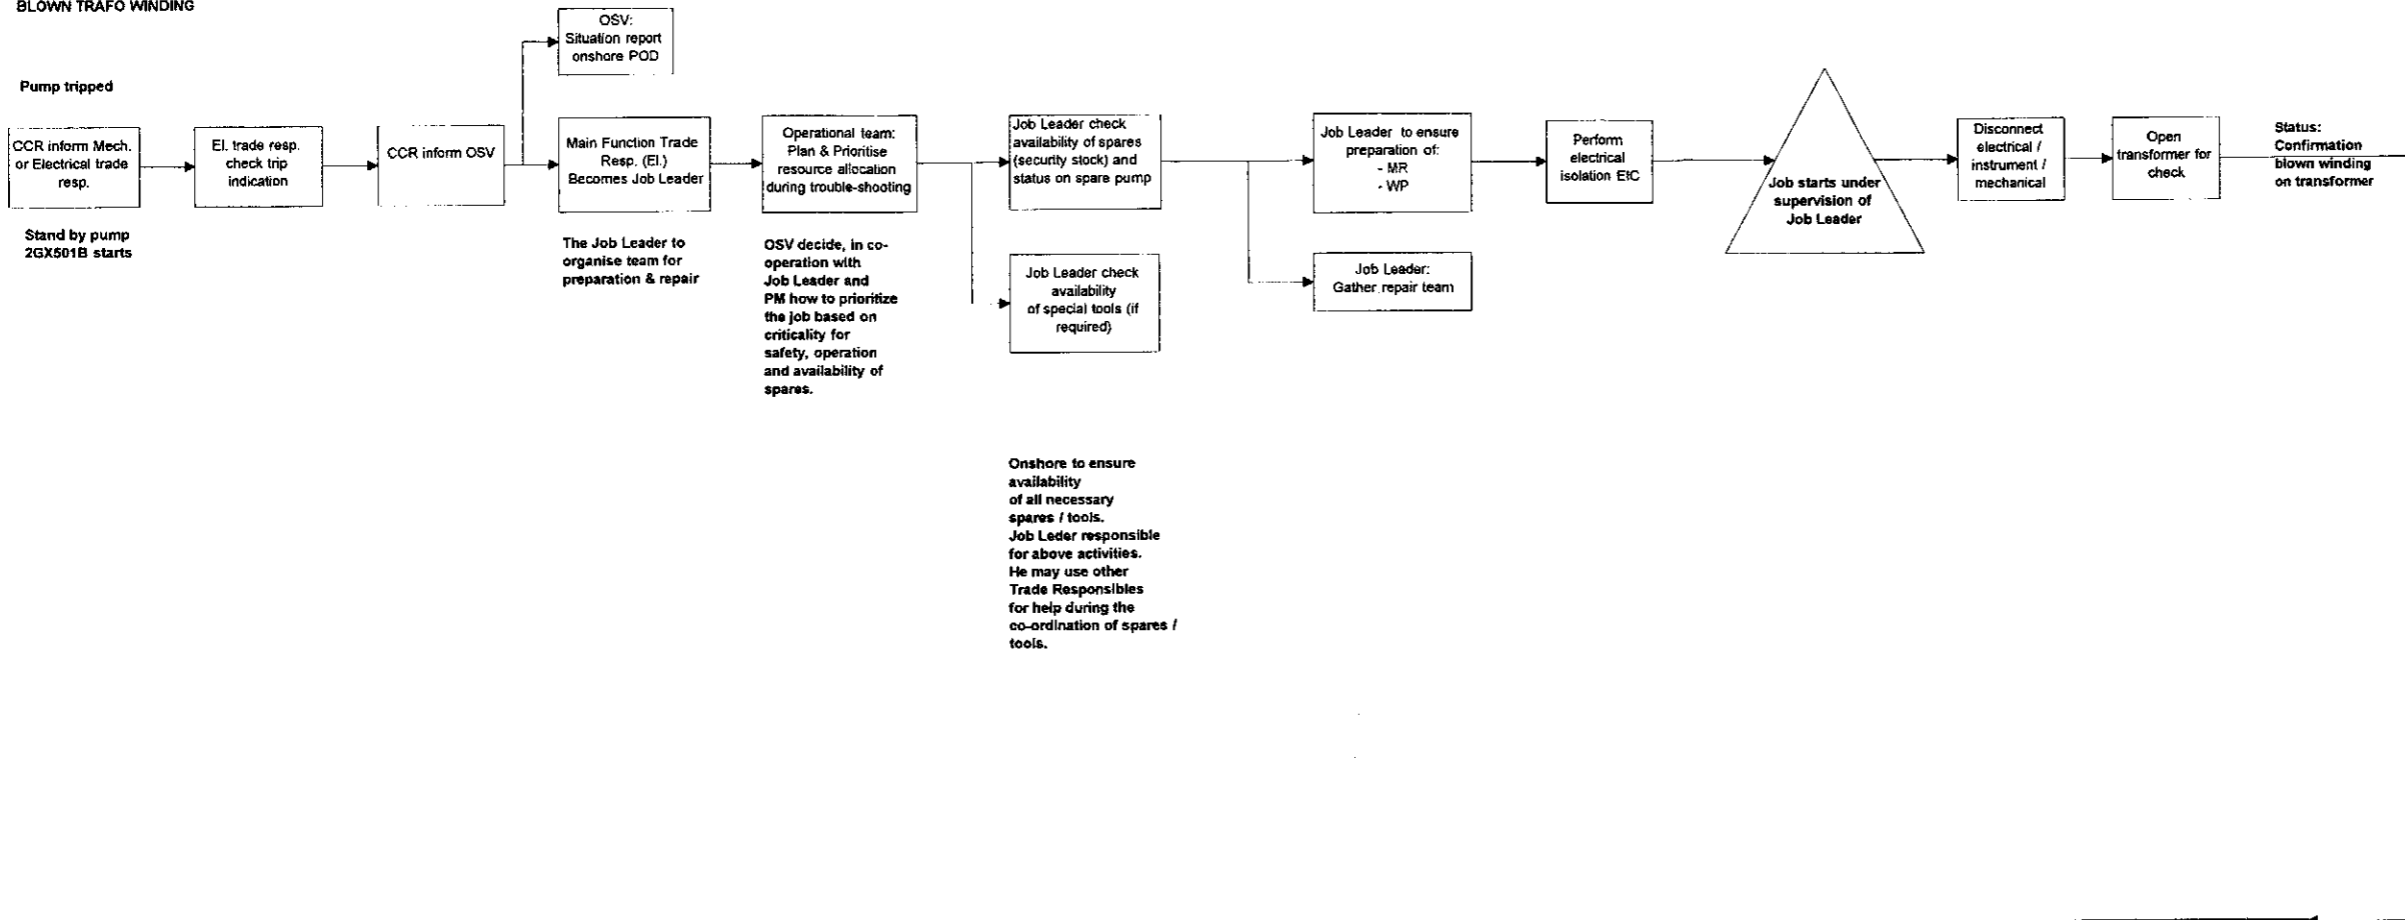 BLOWN TRAFO WINDING
Pump tripped
CCR inform Mech.
or Electrical trade
resp.
Stand by pump
2GX501B starts
El. trade resp.
check trip
indication
CCR inform OSV
OSV:
Situation report
onshore POD
Main Function Trade
Resp. (El.)
Becomes Job Leader
The Job Leader to
organise team for
preparation & repair
Operational team:
Plan & Prioritise
resource allocation
during trouble-shooting
OSV decide, in co-
operation with
Job Leader and
PM how to prioritize
the job based on
criticality for
safety, operation
and availability of
spares.
Job Leader check
availability of spares
(security stock) and
status on spare pump
Job Leader check
availability
of special tools (if
required)
Onshore to ensure
availability
of all necessary
spares / tools.
Job Leder responsible
for above activities.
He may use other
Trade Responsibles
for help during the
co-ordination of spares /
tools.
Job Leader to ensure
preparation of:
- MR
- WP
Job Leader:
Gather repair team
Perform
electrical
isolation EIC
Job starts under
supervision of
Job Leader
Disconnect
electrical /
instrument /
mechanical
Open
transformer for
check
Status:
Confirmation
blown winding
on transformer